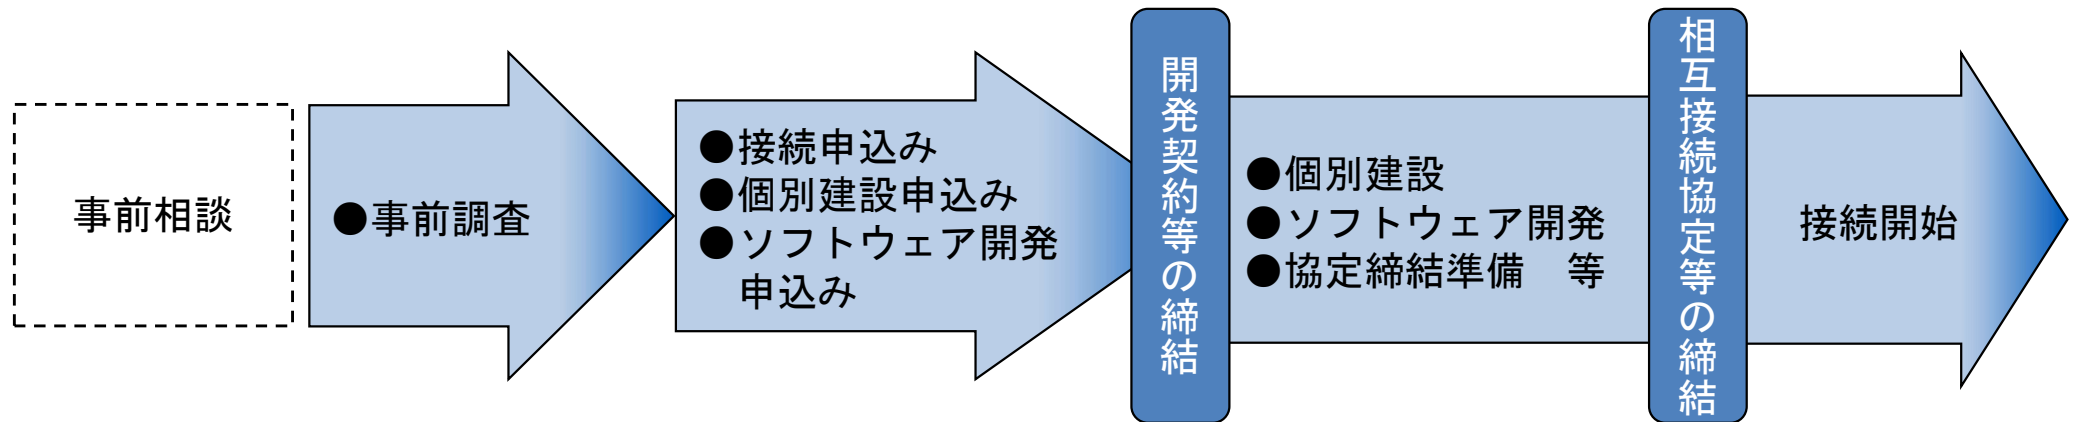 事前相談
●事前調査
●接続申込み
●個別建設申込み
●ソフトウェア開発
申込み
開発契約等の締結
●個別建設
●ソフトウェア開発
●協定締結準備　等
相互接続協定等の締結
接続開始